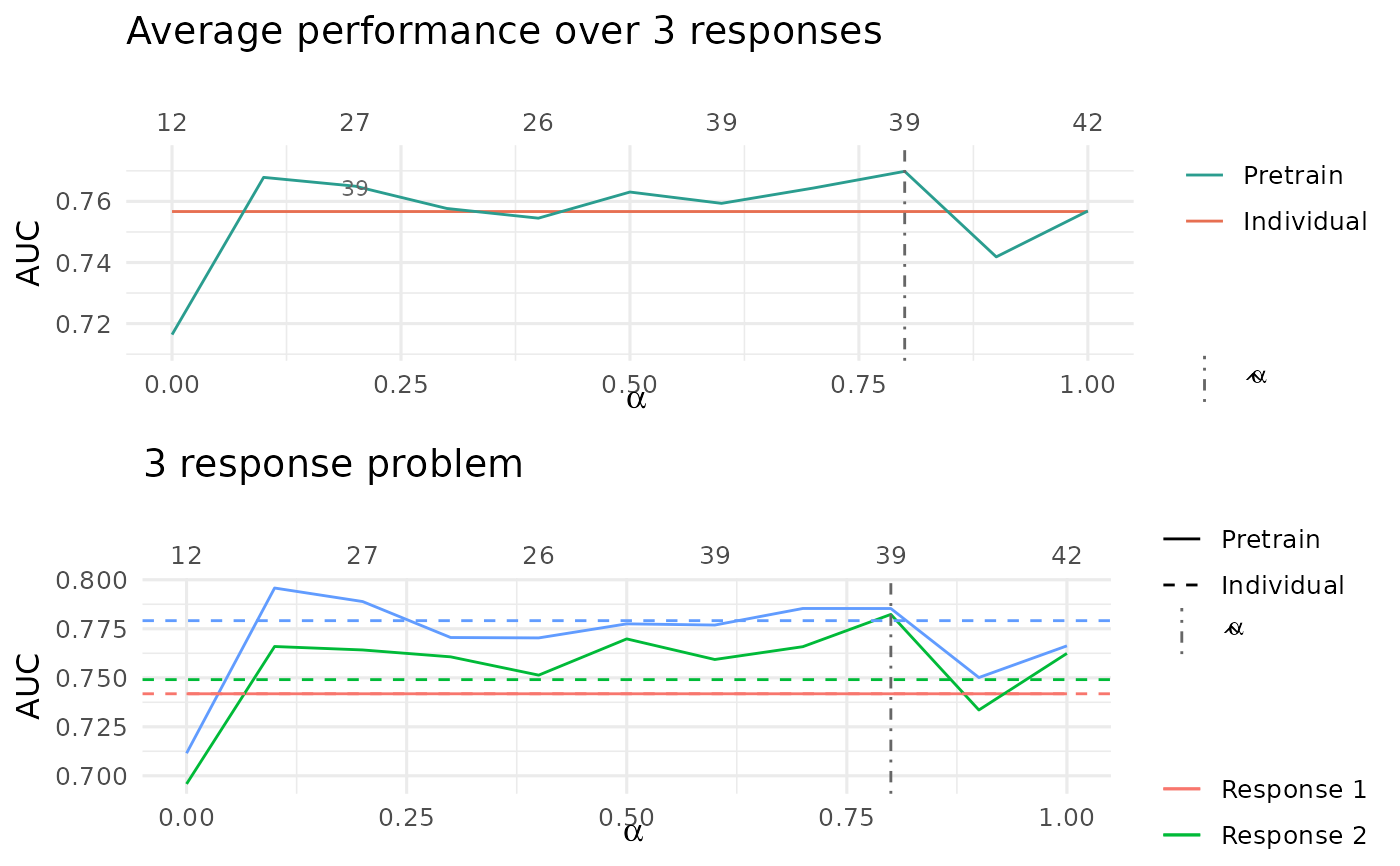 Average performance over 3 responses
12 27 26 39 39 42
39
0.76
0.74
0.72
AUC
0.00 0.25 0.50 0.75 1.00
α
Pretrain
Individual
α̂
3 response problem
12 27 26 39 39 42
0.800
0.775
0.750
0.725
0.700
AUC
0.00 0.25 0.50 0.75 1.00
α
Pretrain
Individual
α̂
Response 1
Response 2